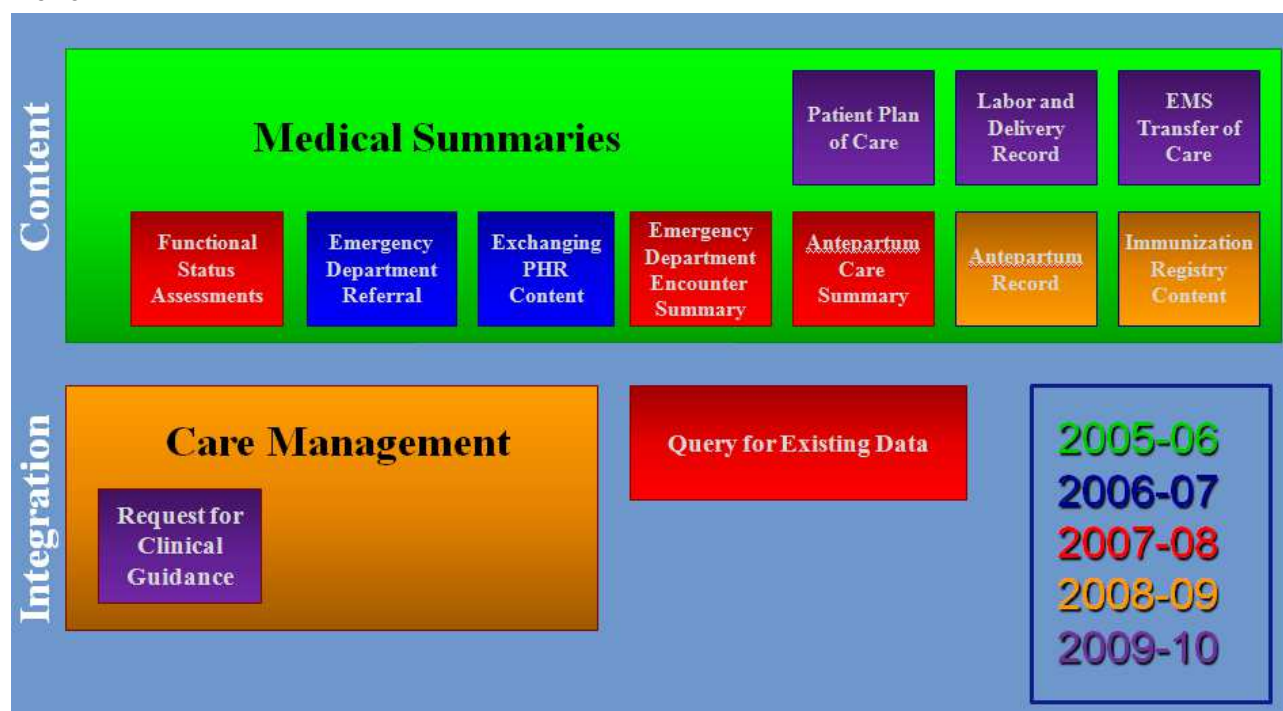 Content
Medical Summaries
Patient Plan
of Care
Labor and
Delivery
Record
EMS
Transfer of
Care
Functional
Status
Assessments
Emergency
Department
Referral
Exchanging
PHR
Content
Emergency
Department
Encounter
Summary
Antepartum
Care
Summary
Antepartum
Record
Immunization
Registry
Content
Integration
Care Management
Request for
Clinical
Guidance
Query for Existing Data
2005-06
2006-07
2007-08
2008-09
2009-10